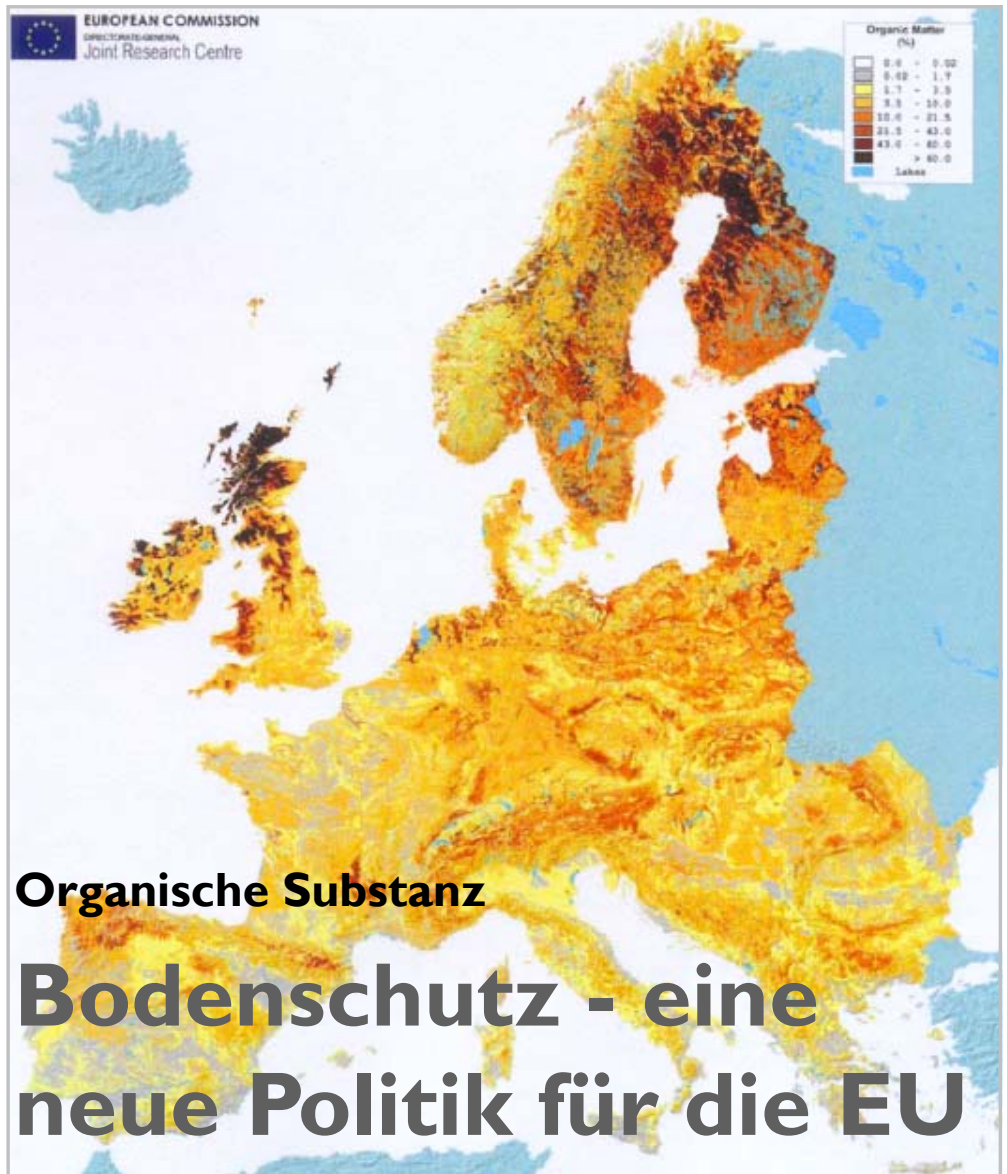 EUROPEAN COMMISSION
DIRECTORATE-GENERAL
Joint Research Centre
Organic Matter
(%)
0.0 - 0.02
0.02 - 1.7
1.7 - 3.5
3.5 - 10.0
10.0 - 21.5
21.5 - 43.0
43.0 - 60.0
> 60.0
Lakes
Organische Substanz
Bodenschutz - eine
neue Politik für die EU